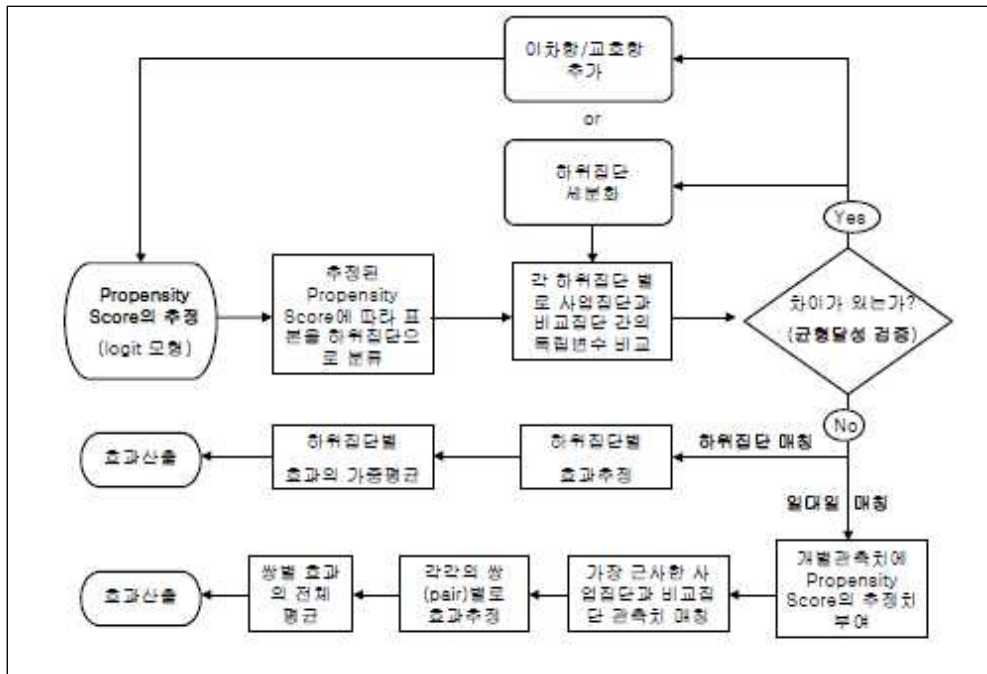 이차항/교호항
추가
or
하위집단
세분화
Yes
Propensity
Score의 추정
(logit 모형)
추정된
Propensity
Score에 따라 표
본을 하위집단으
로 분류
각 하위집단 별
로 사업집단과
비교집단 간의
독립변수 비교
차이가 있는가?
(균형달성 검증)
No
효과산출
하위집단별
효과의 가중평균
하위집단별
효과추정
하위집단 매칭
일대일 매칭
효과산출
쌍별 효과
의 전체
평균
각각의 쌍
(pair)별로
효과추정
가장 근사한 사
업집단과 비교집
단 관측치 매칭
개별관측치에
Propensity
Score의 추정치
부여